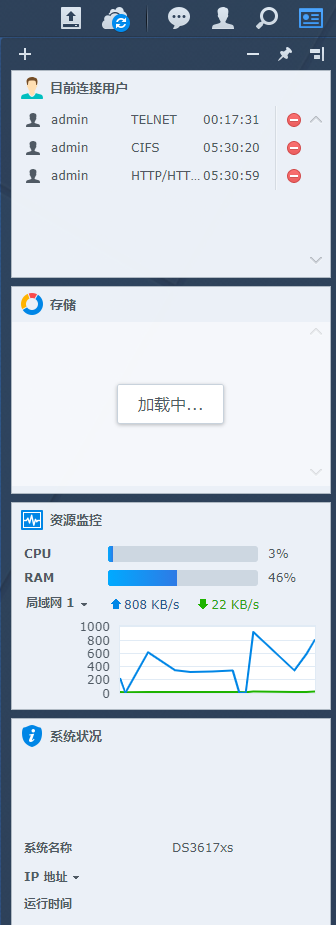 目前连接用户
admin TELNET 00:17:31
admin CIFS 05:30:20
admin HTTP/HTT... 05:30:59
存储
加载中...
资源监控
CPU 3%
RAM 46%
局域网 1 808 KB/s 22 KB/s
1000
800
600
400
200
0
系统状况
系统名称 DS3617xs
IP 地址
运行时间